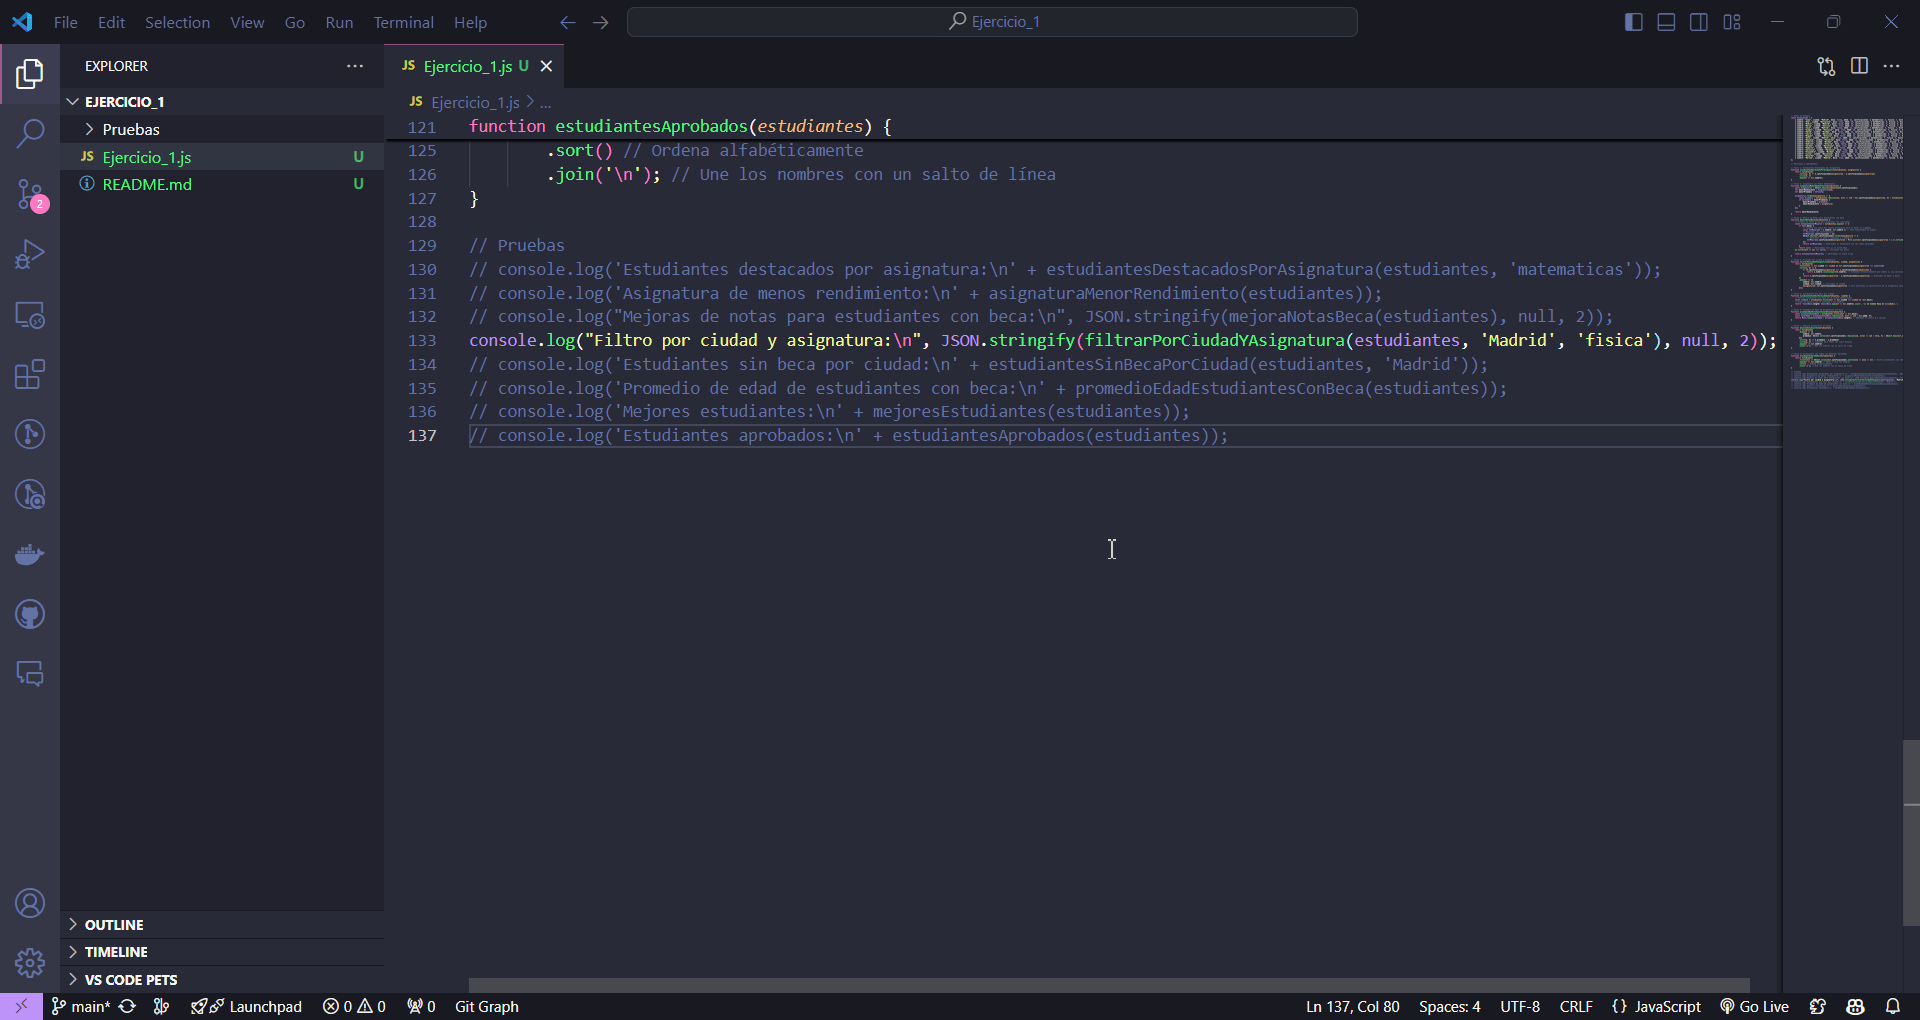 File Edit Selection View Go Run Terminal Help
Ejercicio_1
EXPLORER
EJERCICIO_1
Pruebas
JS Ejercicio_1.js U
README.md U
OUTLINE
TIMELINE
VS CODE PETS
JS Ejercicio_1.js U
JS Ejercicio_1.js > ...
121 function estudiantesAprobados(estudiantes) {
125 .sort() // Ordena alfabéticamente
126 .join('\n'); // Une los nombres con un salto de línea
127 }
128
129 // Pruebas
130 // console.log('Estudiantes destacados por asignatura:\n' + estudiantesDestacadosPorAsignatura(estudiantes, 'matematicas'));
131 // console.log('Asignatura de menos rendimiento:\n' + asignaturaMenorRendimiento(estudiantes));
132 // console.log("Mejoras de notas para estudiantes con beca:\n", JSON.stringify(mejoraNotasBeca(estudiantes), null, 2));
133 console.log("Filtro por ciudad y asignatura:\n", JSON.stringify(filtrarPorCiudadYAsignatura(estudiantes, 'Madrid', 'fisica'), null, 2));
134 // console.log('Estudiantes sin beca por ciudad:\n' + estudiantesSinBecaPorCiudad(estudiantes, 'Madrid'));
135 // console.log('Promedio de edad de estudiantes con beca:\n' + promedioEdadEstudiantesConBeca(estudiantes));
136 // console.log('Mejores estudiantes:\n' + mejoresEstudiantes(estudiantes));
137 // console.log('Estudiantes aprobados:\n' + estudiantesAprobados(estudiantes));
2
main* Launchpad 0 0 0 Git Graph Ln 137, Col 80 Spaces: 4 UTF-8 CRLF {} JavaScript Go Live